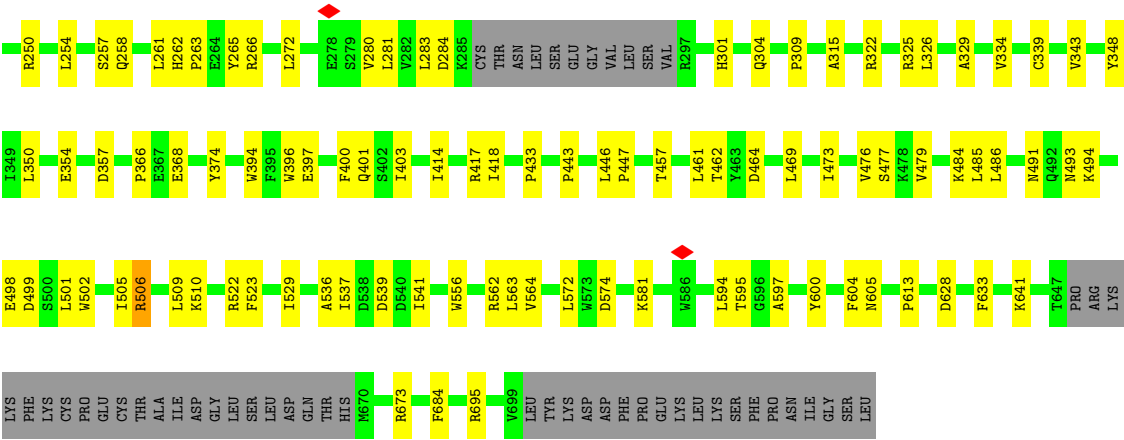 R250 L254 S257 Q258 L261 H262 P263 E264 Y265 R266 L272 E278 S279 V280 L281 V282 L283 D284 K285 CYS THR ASN LEU SER GLU GLY VAL LEU SER VAL R297 H301 Q304 P309 A315 R322 R325 L326 A329 V334 C339 V343 Y348
I349 L350 E354 D357 P366 E367 E368 Y374 W394 F395 W396 E397 F400 Q401 S402 I403 I414 R417 I418 P433 P443 L446 P447 T457 L461 T462 Y463 D464 L469 I473 V476 S477 K478 V479 K484 L485 L486 N491 Q492 N493 K494
E498 D499 S500 L501 W502 I505 R506 L509 K510 R522 F523 I529 A536 I537 D538 D539 D540 I541 W556 R562 L563 V564 L572 W573 D574 K581 W586 L594 T595 G596 A597 Y600 F604 N605 P613 D628 F633 K641 T647 PRO ARG LYS
LYS PHE LYS CYS PRO GLU CYS THR ALA ILE ASP GLY LEU SER LEU ASP GLN THR HIS M670 R673 F684 R695 V699 LEU TYR LYS ASP ASP PHE PRO GLU LYS LEU LYS SER PHE PRO ASN ILE GLY SER LEU